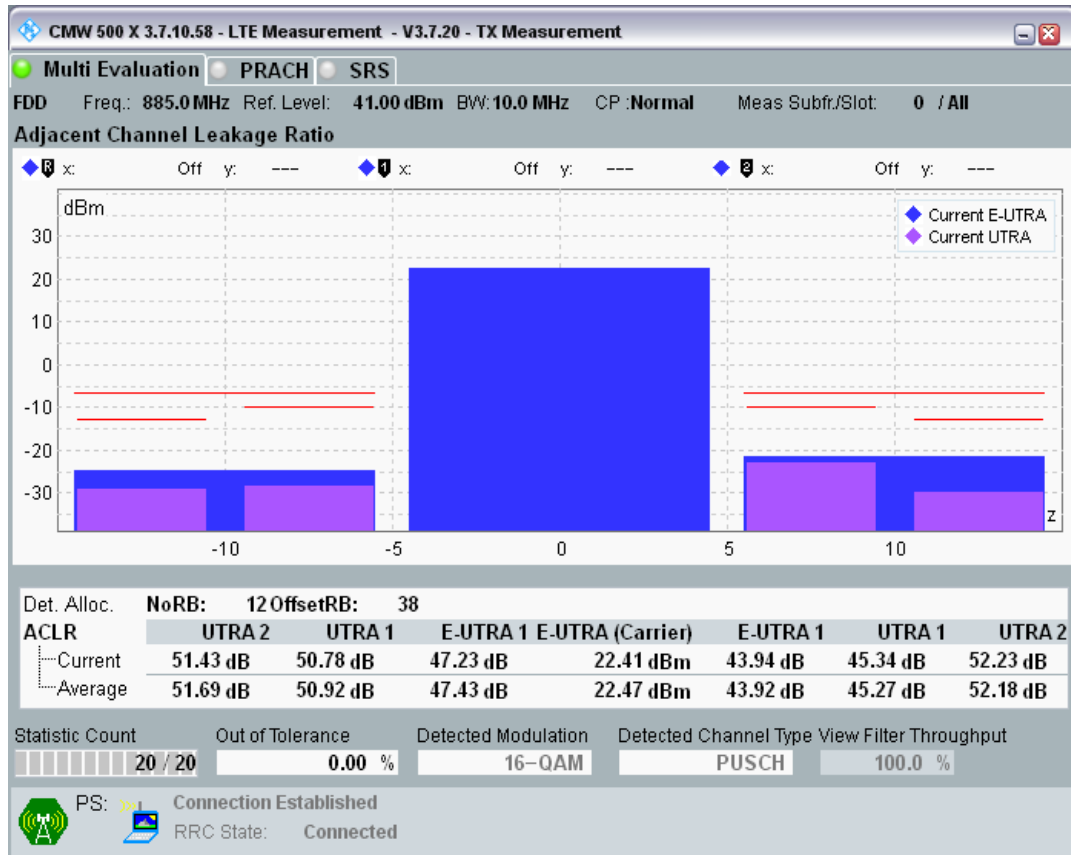 CMW 500 X 3.7.10.58 - LTE Measurement - V3.7.20 - TX Measurement
Multi Evaluation PRACH SRS
FDD Freq.: 885.0 MHz Ref. Level: 41.00 dBm BW: 10.0 MHz CP :Normal Meas Subfr./Slot: 0 / All
Adjacent Channel Leakage Ratio
R x: Off y: --- 1 x: Off y: --- 2 x: Off y: ---
dBm
Current E-UTRA
Current UTRA
30
20
10
0
-10
-20
-30
z
-10 -5 0 5 10
Det. Alloc. NoRB: 12 OffsetRB: 38
ACLR UTRA 2 UTRA 1 E-UTRA 1 E-UTRA (Carrier) E-UTRA 1 UTRA 1 UTRA 2
Current 51.43 dB 50.78 dB 47.23 dB 22.41 dBm 43.94 dB 45.34 dB 52.23 dB
Average 51.69 dB 50.92 dB 47.43 dB 22.47 dBm 43.92 dB 45.27 dB 52.18 dB
Statistic Count Out of Tolerance Detected Modulation Detected Channel Type View Filter Throughput
20 / 20 0.00 % 16-QAM PUSCH 100.0 %
PS: Connection Established
RRC State: Connected